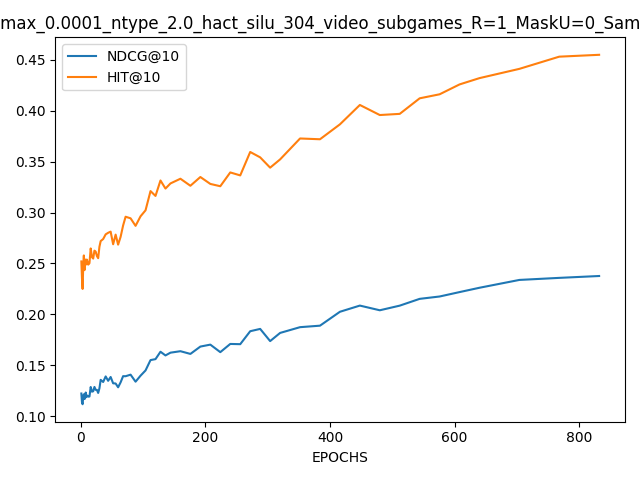 max_0.0001_ntype_2.0_hact_silu_304_video_subgames_R=1_MaskU=0_Sam
NDCG@10
HIT@10
0.45
0.40
0.35
0.30
0.25
0.20
0.15
0.10
0 200 400 600 800
EPOCHS